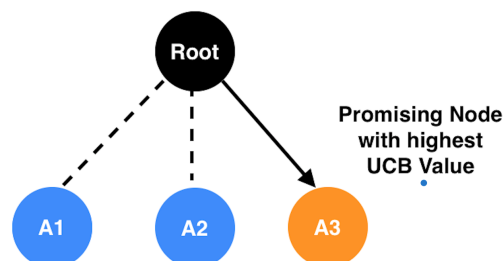 Root
Promising Node
with highest
UCB Value
A1
A2
A3